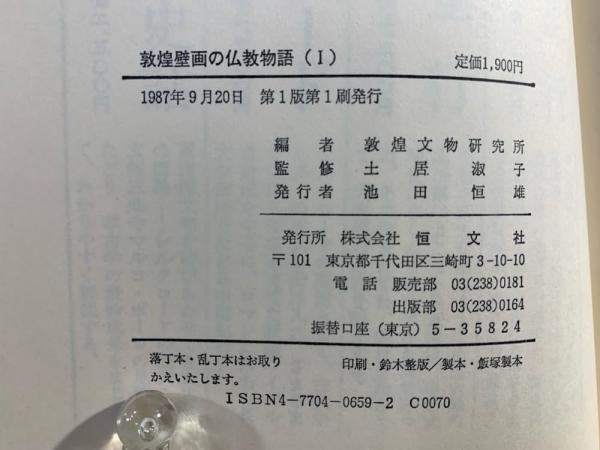 敦煌壁画の仏教物語(Ⅰ) 定価1,900円
1987年9月20日 第1版第1刷発行
編者 敦煌文物研究所
監修 土居淑子
発行者 池田恒雄
発行所 株式会社 恒文社
〒101 東京都千代田区三崎町3-10-10
電話 販売部 03(238)0181
出版部 03(238)0164
振替口座(東京)5-35824
落丁本・乱丁本はお取り
かえいたします。
印刷・鈴木整版/製本・飯塚製本
ISBN4-7704-0659-2 C0070